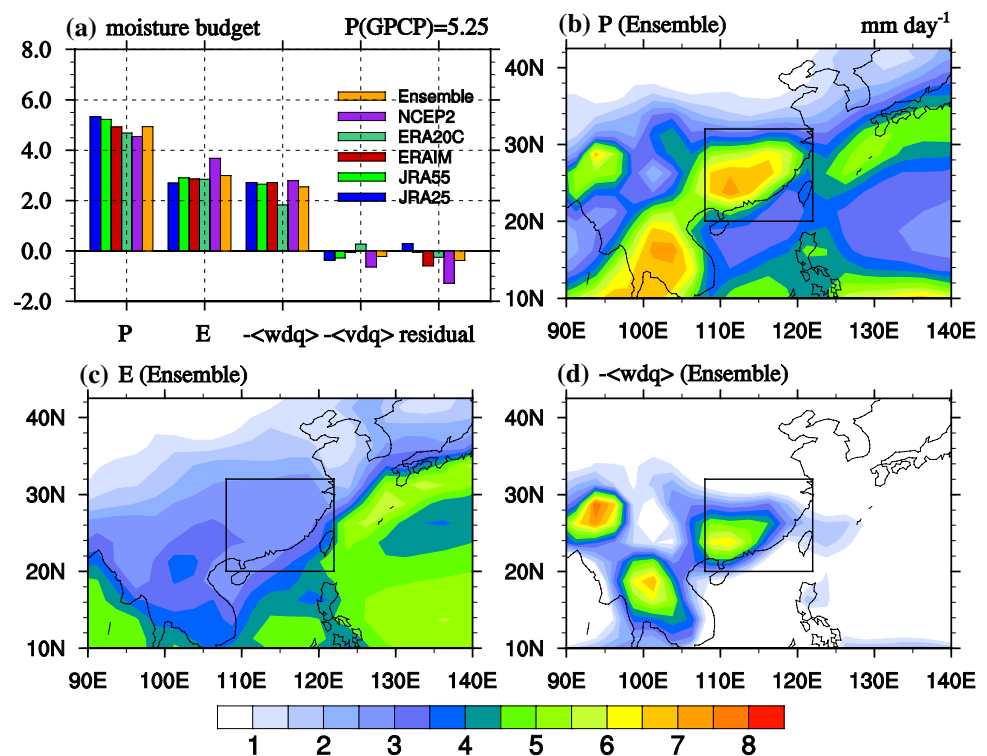 (a) moisture budget P(GPCP)=5.25
8.0
6.0
4.0
2.0
0.0
-2.0
Ensemble
NCEP2
ERA20C
ERAIM
JRA55
JRA25
P E -<wdq> -<vdq> residual
(b) P (Ensemble) mm day-1
40N
30N
20N
10N
90E 100E 110E 120E 130E 140E
(c) E (Ensemble)
40N
30N
20N
10N
90E 100E 110E 120E 130E 140E
(d) -<wdq> (Ensemble)
40N
30N
20N
10N
90E 100E 110E 120E 130E 140E
1 2 3 4 5 6 7 8